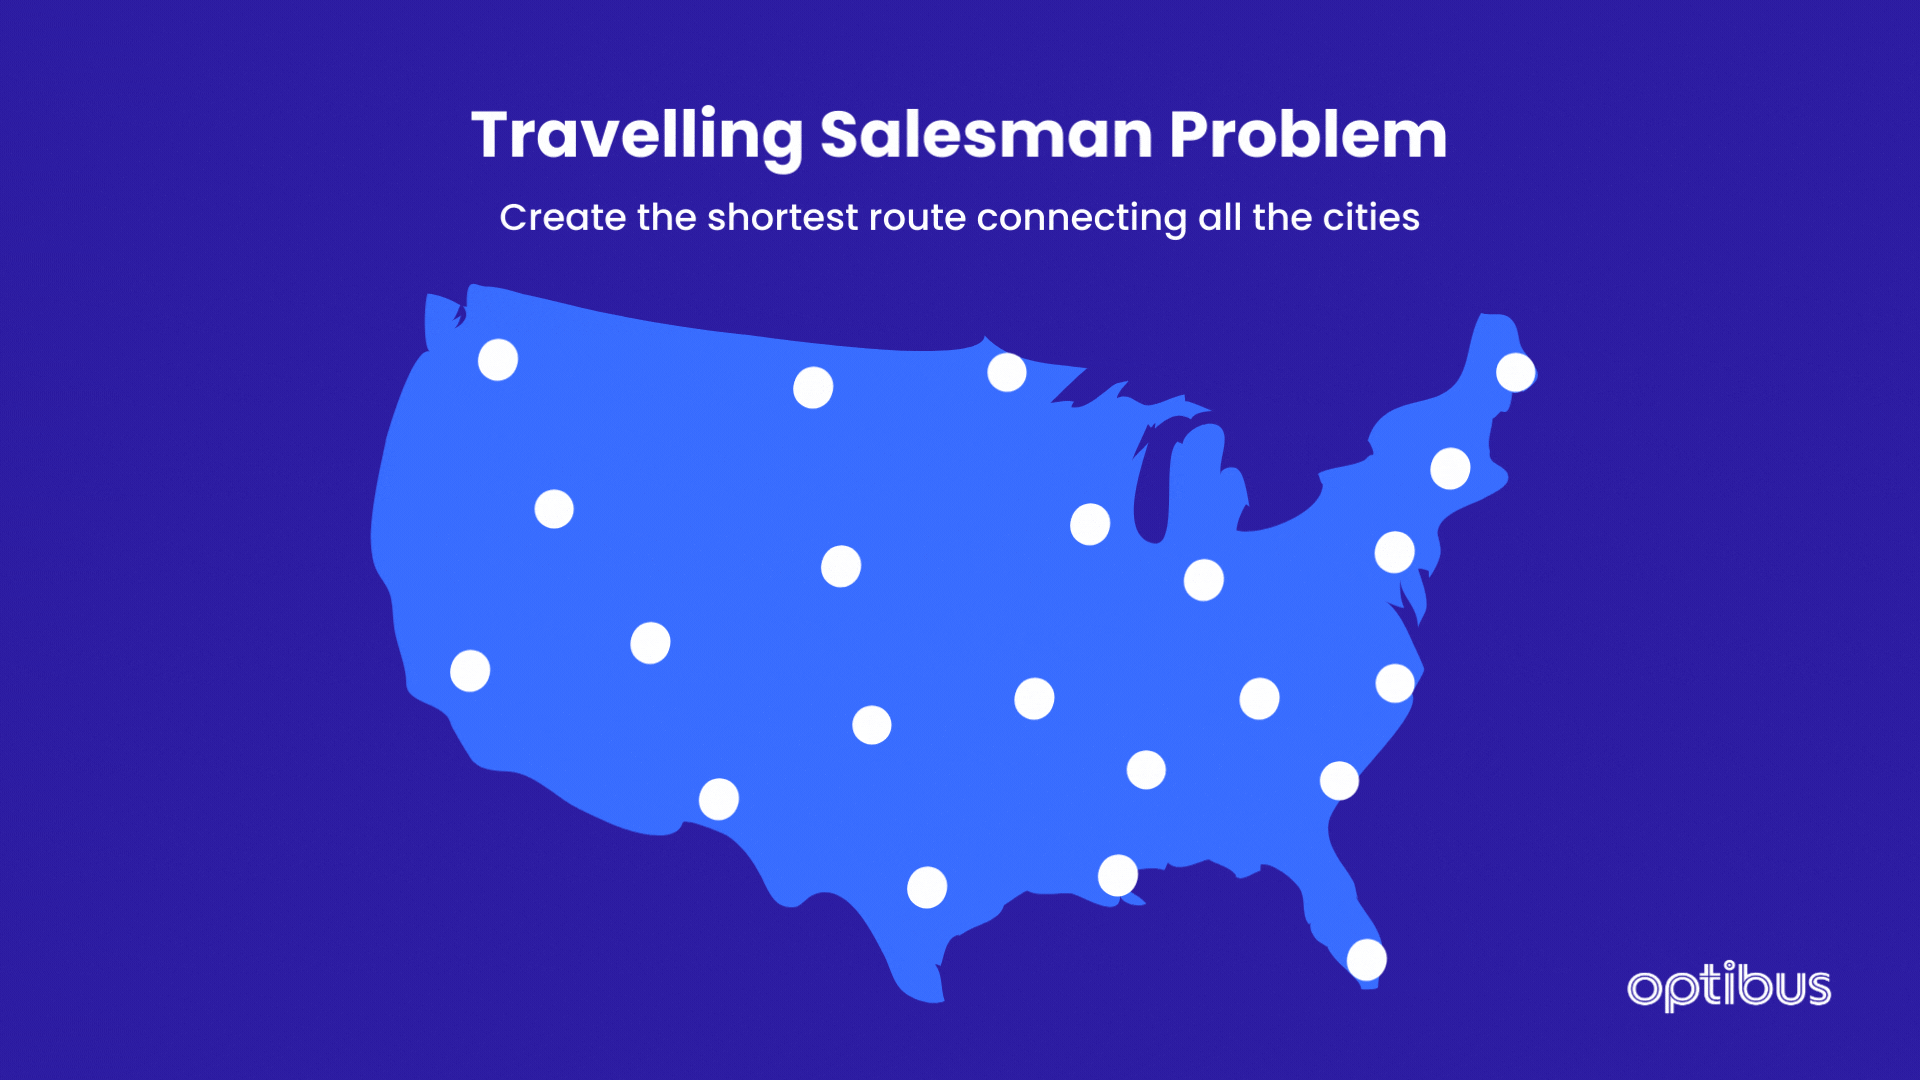 Travelling Salesman Problem
Create the shortest route connecting all the cities
optibus